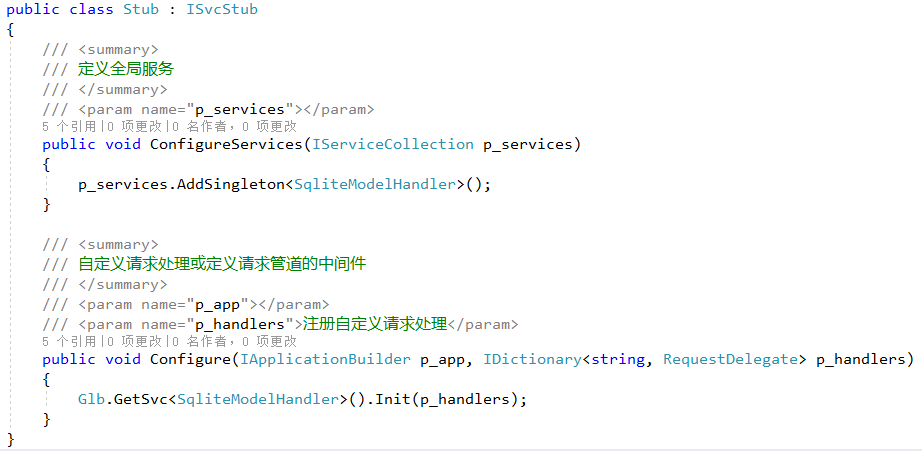 public class Stub : ISvcStub
{
/// <summary>
/// 定义全局服务
/// </summary>
/// <param name="p_services"></param>
5 个引用|0 项更改|0 名作者，0 项更改
public void ConfigureServices(IServiceCollection p_services)
{
p_services.AddSingleton<SqliteModelHandler>();
}
/// <summary>
/// 自定义请求处理或定义请求管道的中间件
/// </summary>
/// <param name="p_app"></param>
/// <param name="p_handlers">注册自定义请求处理</param>
5 个引用|0 项更改|0 名作者，0 项更改
public void Configure(IApplicationBuilder p_app, IDictionary<string, RequestDelegate> p_handlers)
{
Glb.GetSvc<SqliteModelHandler>().Init(p_handlers);
}
}